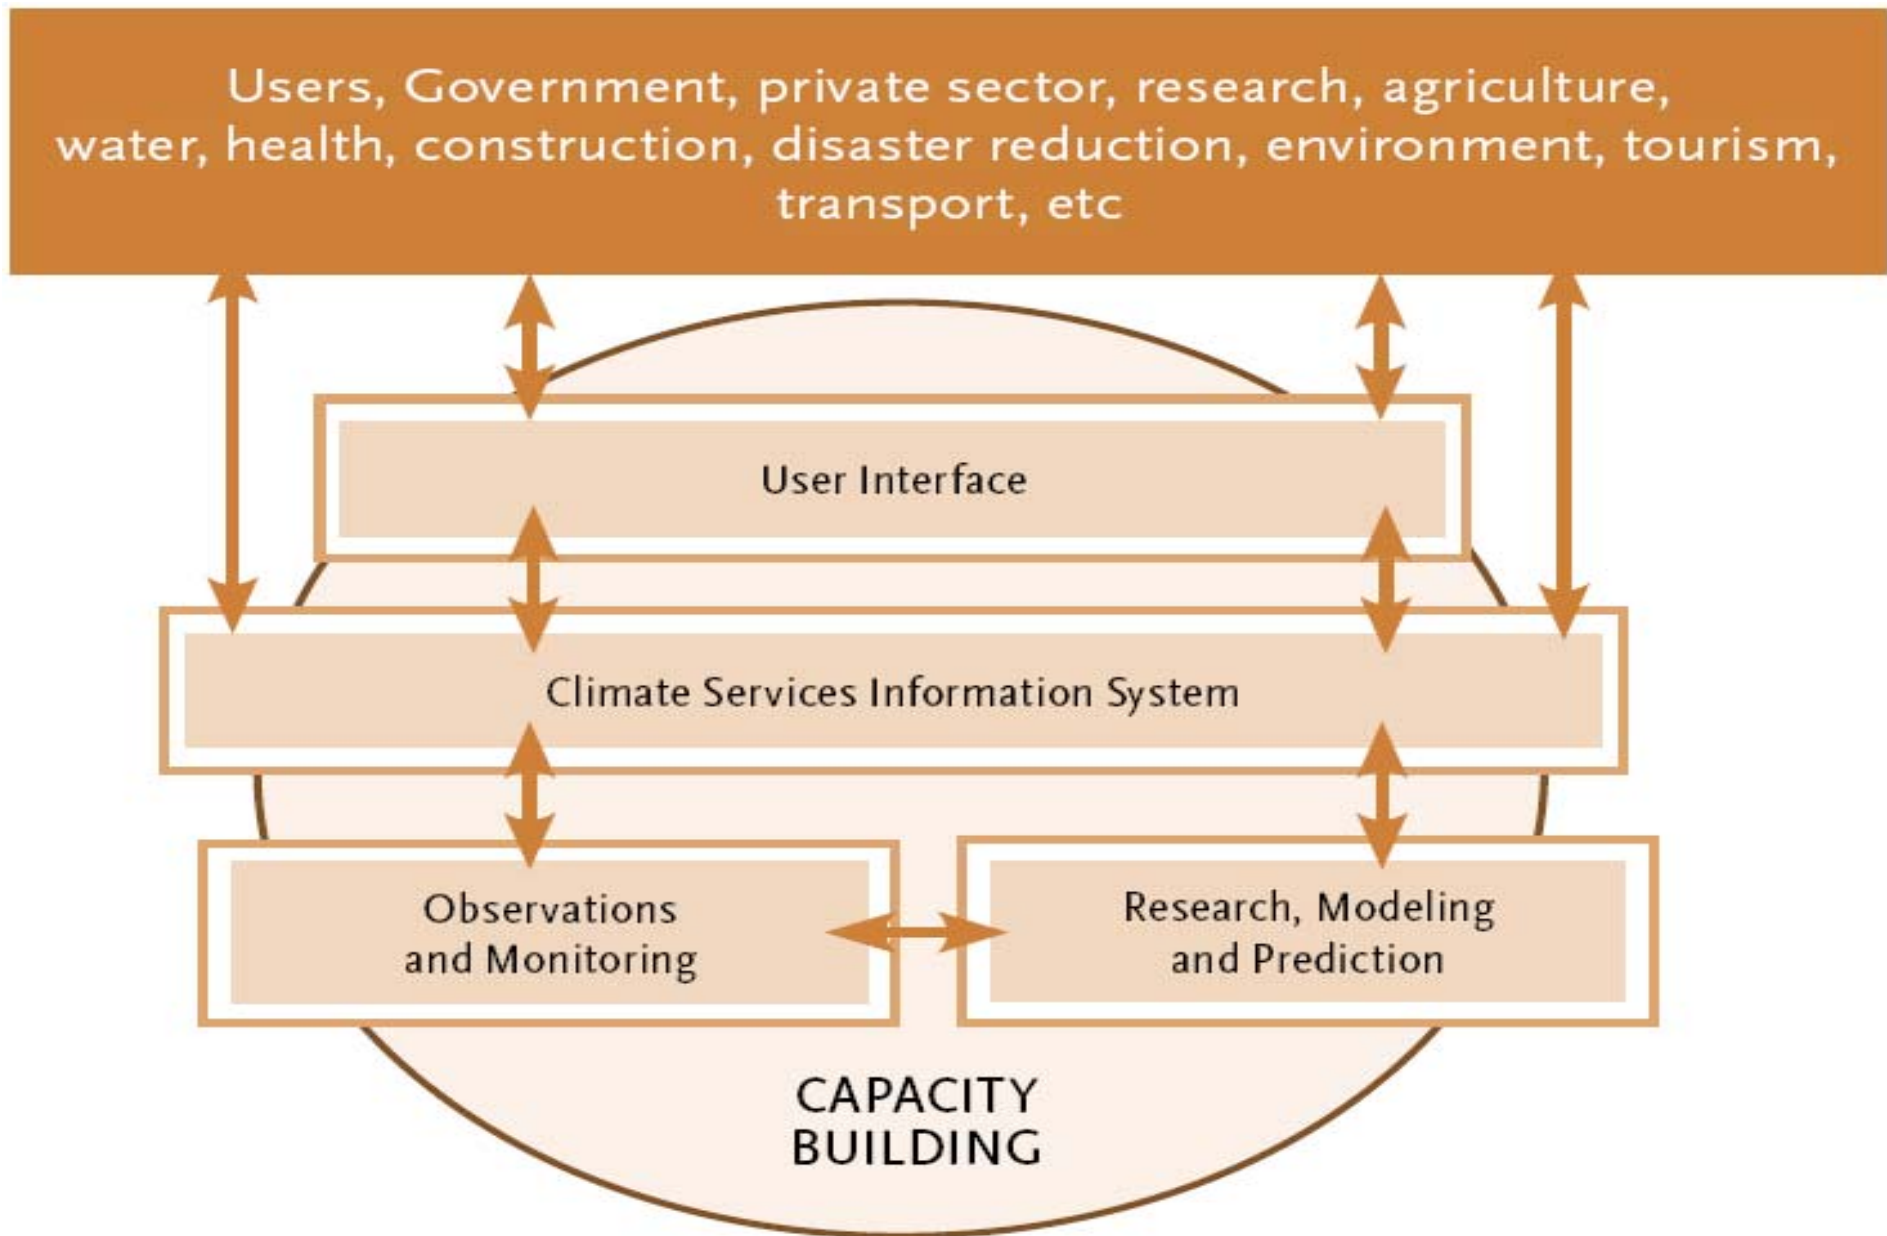 Users, Government, private sector, research, agriculture,
water, health, construction, disaster reduction, environment, tourism,
transport, etc
User Interface
Climate Services Information System
Observations
and Monitoring
Research, Modeling
and Prediction
CAPACITY
BUILDING